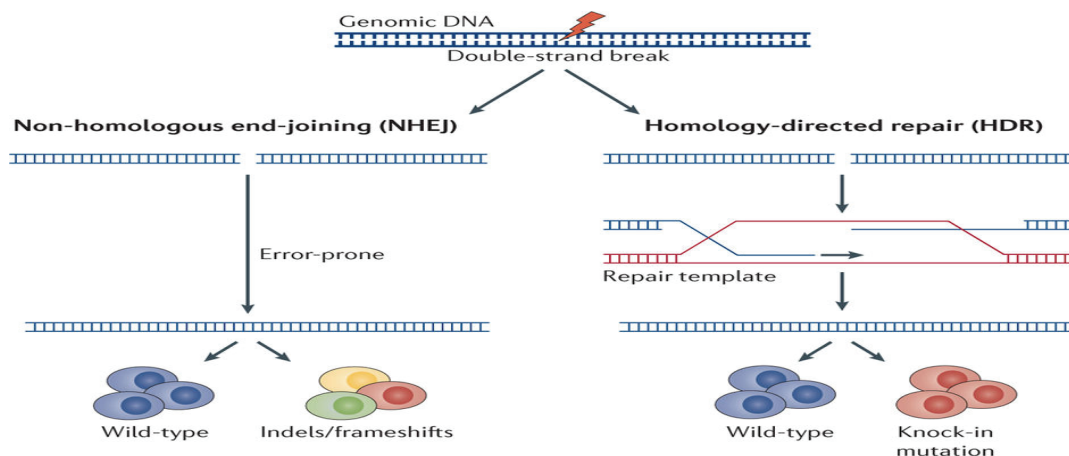 Genomic DNA
Double-strand break
Non-homologous end-joining (NHEJ)
Homology-directed repair (HDR)
Error-prone
Repair template
Wild-type
Indels/frameshifts
Wild-type
Knock-in
mutation